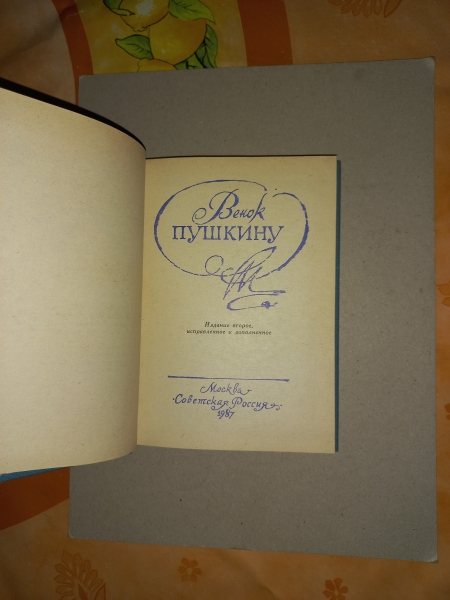 Венок
ПУШКИНУ
Издание второе,
исправленное и дополненное
Москва
Советская Россия
1987